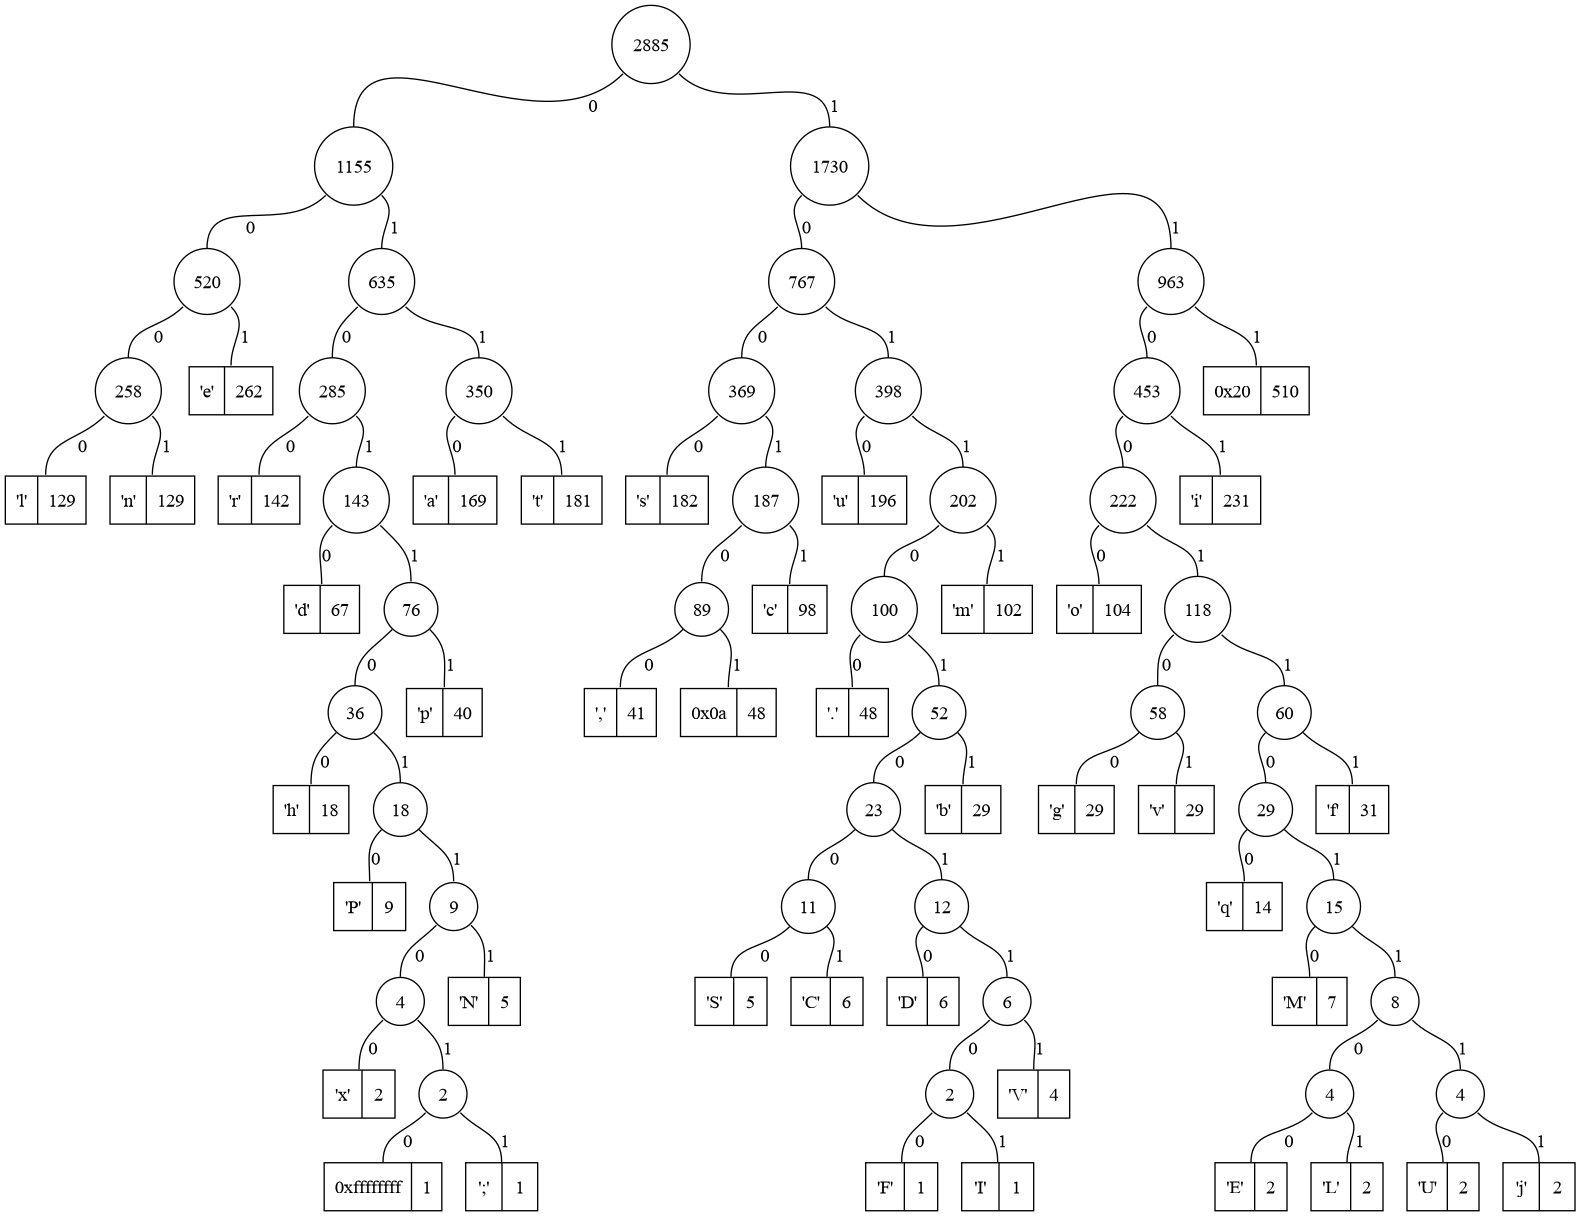 2885
0 1
1155 1730
0 1 0 1
520 635 767 963
0 1 0 1 0 1 0 1
258 'e' 262 285 350 369 398 453 0x20 510
0 1 0 1 0 1 0 1 0 1 0 1
'l' 129 'n' 129 'r' 142 143 'a' 169 't' 181 's' 182 187 'u' 196 202 222 'i' 231
0 1 0 1 0 1 0 1
'd' 67 76 89 'c' 98 100 'm' 102 'o' 104 118
0 1 0 1 0 1 0 1
36 'p' 40 ',' 41 0x0a 48 '.' 48 52 58 60
0 1 0 1 0 1 0 1
'h' 18 18 23 'b' 29 'g' 29 'v' 29 29 'f' 31
0 1 0 1 0 1
'P' 9 9 11 12 'q' 14 15
0 1 0 1 0 1 0 1
4 'N' 5 'S' 5 'C' 6 'D' 6 6 'M' 7 8
0 1 0 1 0 1
'x' 2 2 2 'V' 4 4 4
0 1 0 1 0 1 0 1
0xffffffff 1 ';' 1 'F' 1 'I' 1 'E' 2 'L' 2 'U' 2 'j' 2